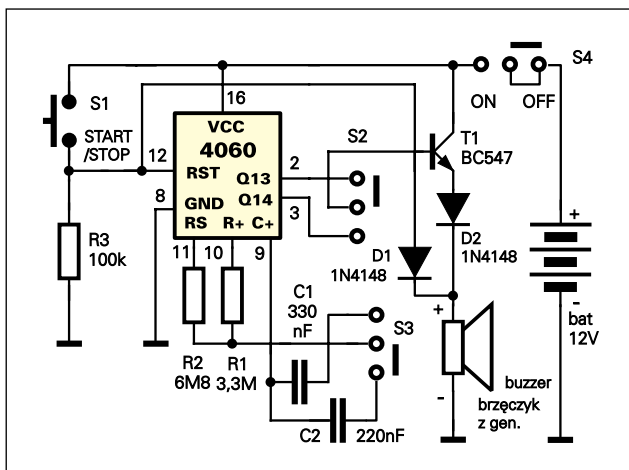 S4
ON
OFF
S1
START
/STOP
16
VCC
4060
12
RST
Q13
2
S2
T1
BC547
8
GND
Q14
3
RS
R+
C+
11
10
9
R3
100k
D1
1N4148
D2
1N4148
C1
330
nF
S3
R2
6M8
R1
3,3M
C2
220nF
+
-
buzzer
brzęczyk
z gen.
+
-
bat
12V